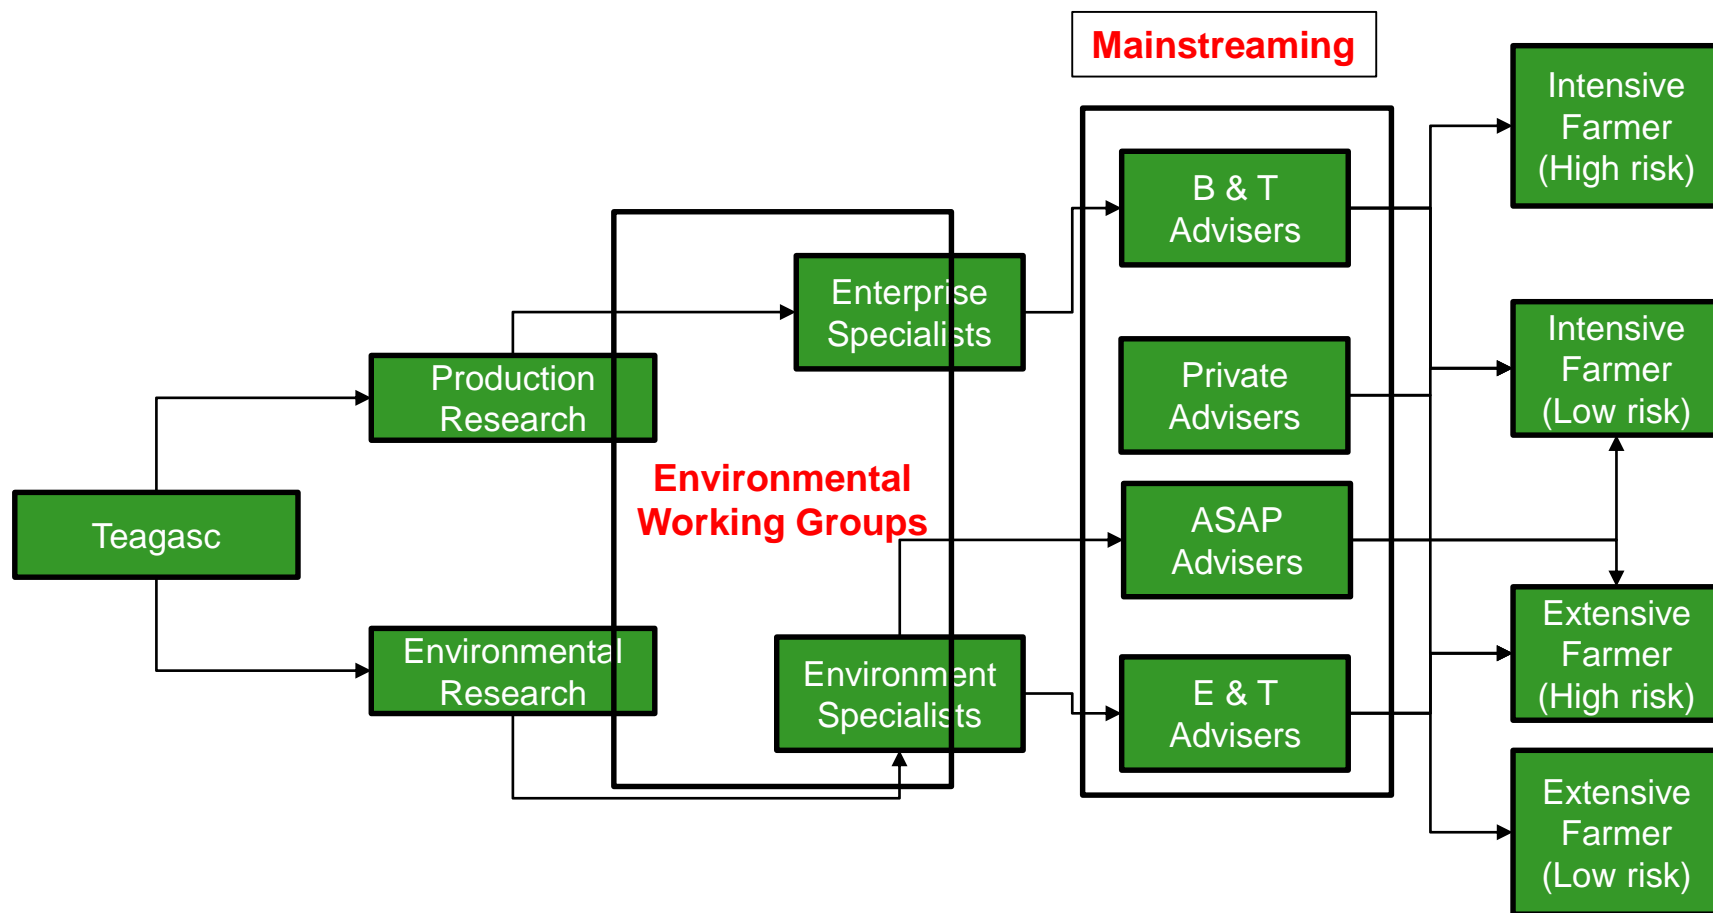 Mainstreaming
Intensive
Farmer
(High risk)
B & T
Advisers
Enterprise
Specialists
Intensive
Farmer
(Low risk)
Production
Research
Private
Advisers
Environmental
Working Groups
Teagasc
ASAP
Advisers
Environmental
Research
Environment
Specialists
E & T
Advisers
Extensive
Farmer
(High risk)
Extensive
Farmer
(Low risk)